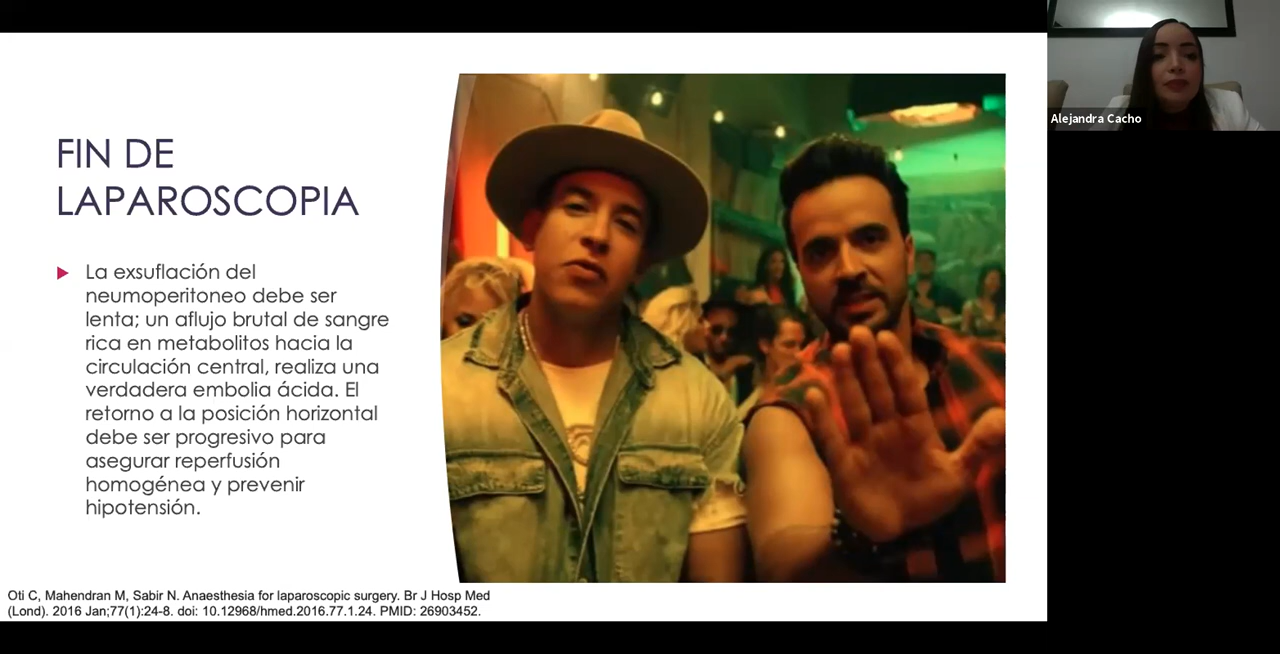 FIN DE
LAPAROSCOPIA
La exsuflación del
neumoperitoneo debe ser
lenta; un aflujo brutal de sangre
rica en metabolitos hacia la
circulación central, realiza una
verdadera embolia ácida. El
retorno a la posición horizontal
debe ser progresivo para
asegurar reperfusión
homogénea y prevenir
hipotensión.
Oti C, Mahendran M, Sabir N. Anaesthesia for laparoscopic surgery. Br J Hosp Med
(Lond). 2016 Jan;77(1):24-8. doi: 10.12968/hmed.2016.77.1.24. PMID: 26903452.
Alejandra Cacho